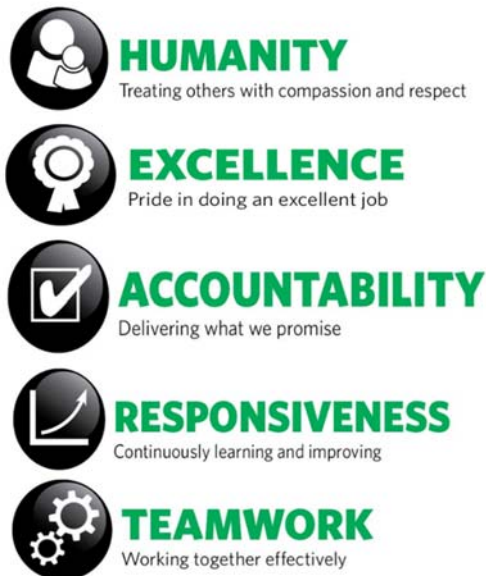 HUMANITY
Treating others with compassion and respect
EXCELLENCE
Pride in doing an excellent job
ACCOUNTABILITY
Delivering what we promise
RESPONSIVENESS
Continuously learning and improving
TEAMWORK
Working together effectively